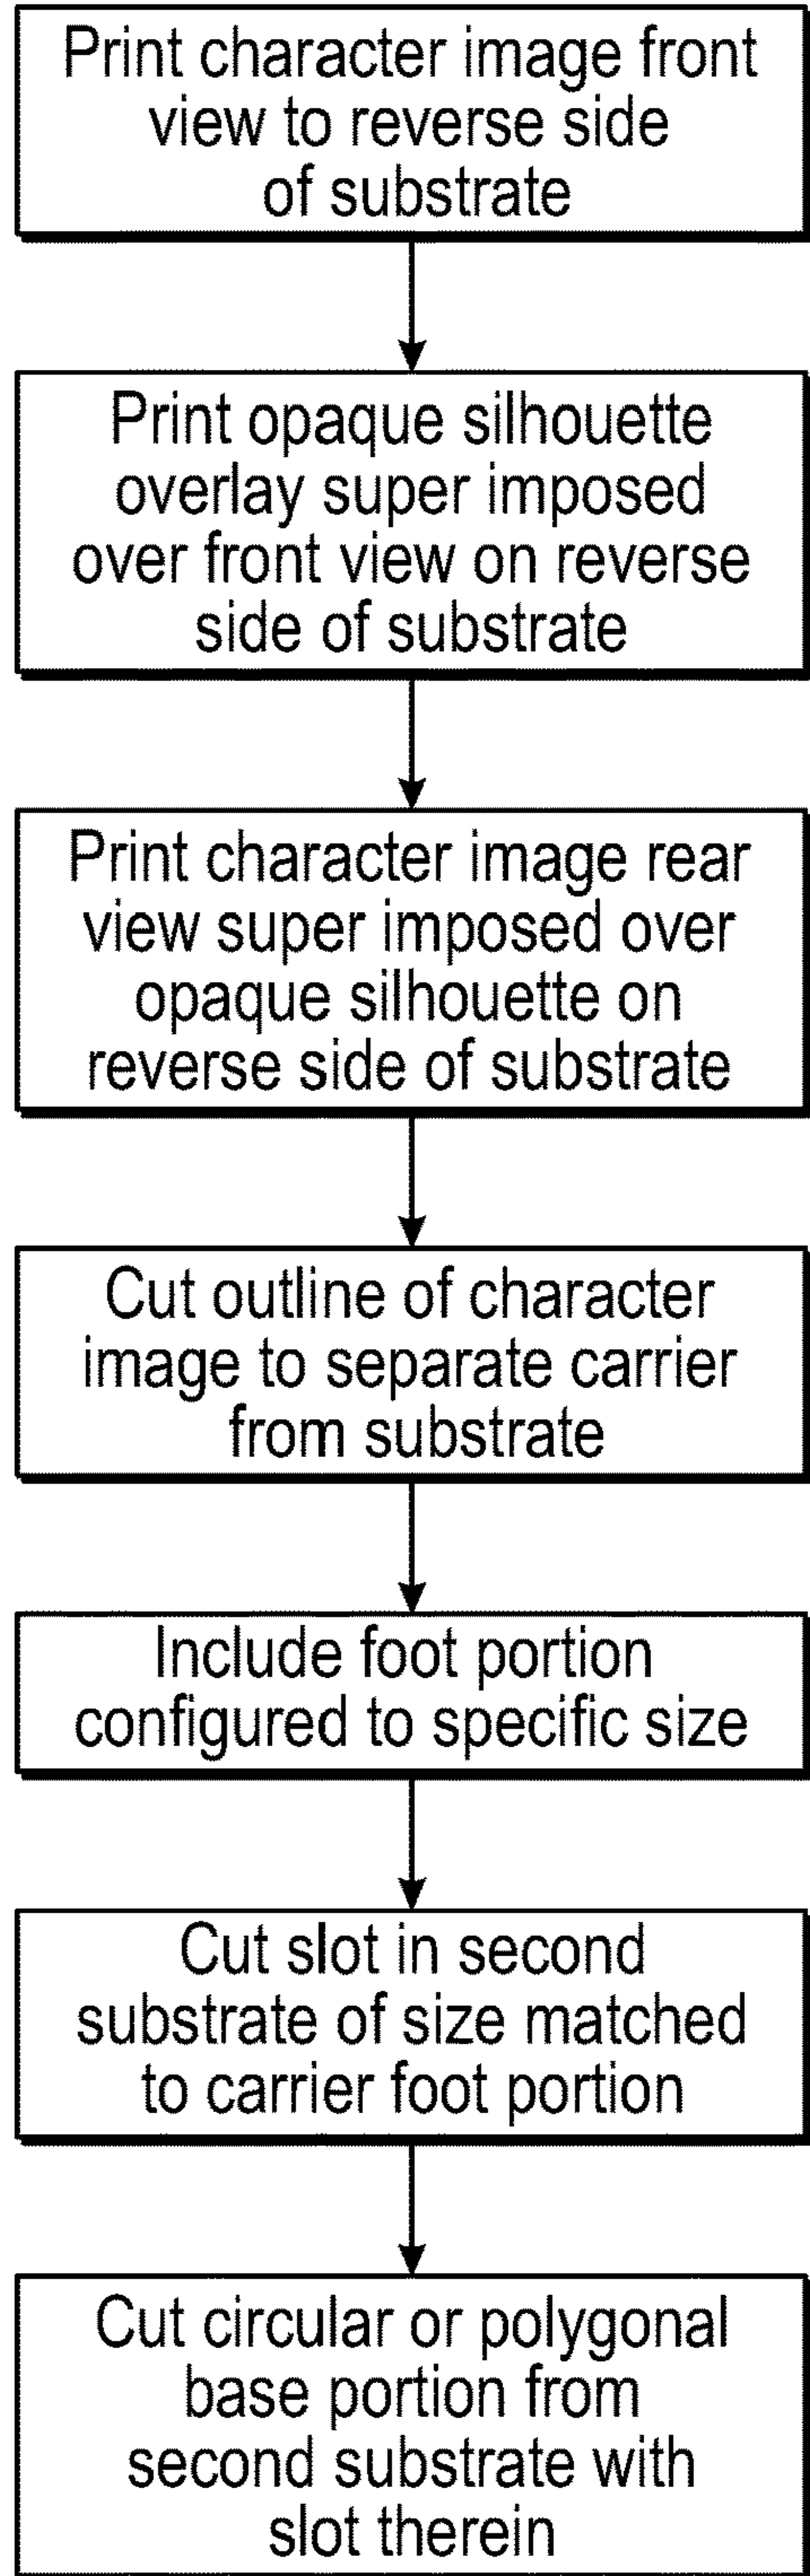 Print character image front
view to reverse side
of substrate
Print opaque silhouette
overlay super imposed
over front view on reverse
side of substrate
Print character image rear
view super imposed over
opaque silhouette on
reverse side of substrate
Cut outline of character
image to separate carrier
from substrate
Include foot portion
configured to specific size
Cut slot in second
substrate of size matched
to carrier foot portion
Cut circular or polygonal
base portion from
second substrate with
slot therein